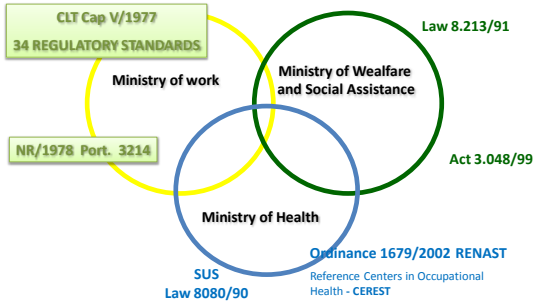 CLT Cap V/1977
34 REGULATORY STANDARDS
Law 8.213/91
Ministry of work
Ministry of Wealfare
and Social Assistance
NR/1978 Port. 3214
Act 3.048/99
Ministry of Health
Ordinance 1679/2002 RENAST
SUS
Law 8080/90
Reference Centers in Occupational
Health - CEREST